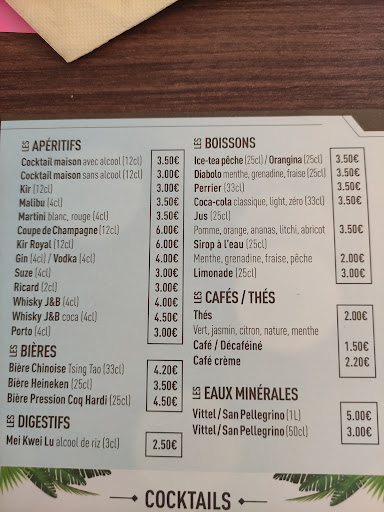 LES APÉRITIFS
Cocktail maison avec alcool (12cl) 3.50€
Cocktail maison sans alcool (12cl) 3.00€
Kir (12cl) 3.00€
Malibu (4cl) 3.50€
Martini blanc, rouge (4cl) 3.50€
Coupe de Champagne (12cl) 6.00€
Kir Royal (12cl) 6.00€
Gin (4cl) / Vodka (4cl) 4.00€
Suze (4cl) 3.00€
Ricard (2cl) 3.00€
Whisky J&B (4cl) 4.00€
Whisky J&B coca (4cl) 4.50€
Porto (4cl) 3.00€
LES BIÈRES
Bière Chinoise Tsing Tao (33cl) 4.20€
Bière Heineken (25cl) 3.50€
Bière Pression Coq Hardi (25cl) 4.50€
LES DIGESTIFS
Mei Kwei Lu alcool de riz (3cl) 2.50€
LES BOISSONS
Ice-tea pêche (25cl) / Orangina (25cl) 3.50€
Diabolo menthe, grenadine, fraise (25cl) 3.50€
Perrier (33cl) 3.50€
Coca-cola classique, light, zéro (33cl) 3.50€
Jus (25cl)
Pomme, orange, ananas, litchi, abricot 3.50€
Sirop à l'eau (25cl)
Menthe, grenadine, fraise, pêche 2.00€
Limonade (25cl) 3.00€
LES CAFÉS / THÉS
Thés 2.00€
Vert, jasmin, citron, nature, menthe
Café / Décaféiné 1.50€
Café crème 2.20€
LES EAUX MINÉRALES
Vittel / San Pellegrino (1L) 5.00€
Vittel / San Pellegrino (50cl) 3.00€
COCKTAILS